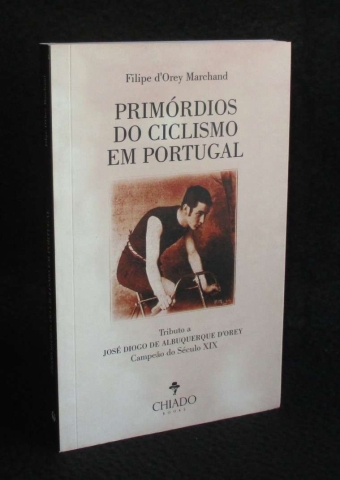 Filipe d'Orey Marchand
PRIMÓRDIOS
DO CICLISMO
EM PORTUGAL
Tributo a
JOSÉ DIOGO DE ALBUQUERQUE D'OREY
Campeão do Século XIX
CHIADO
BOOKS